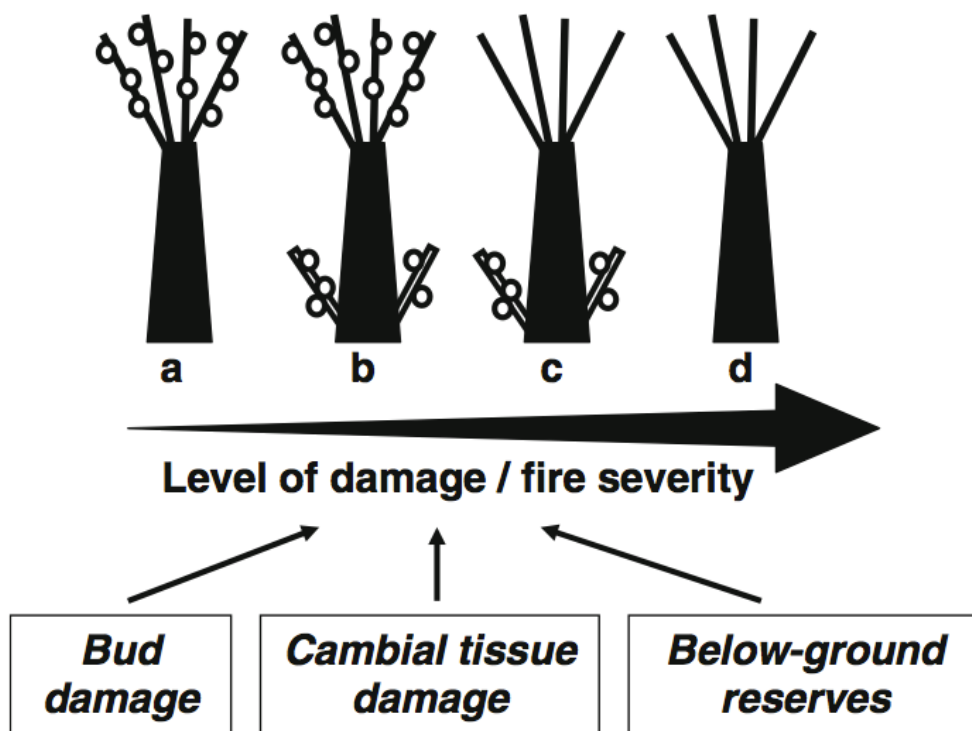 a b c d
Level of damage / fire severity
Bud
damage
Cambial tissue
damage
Below-ground
reserves